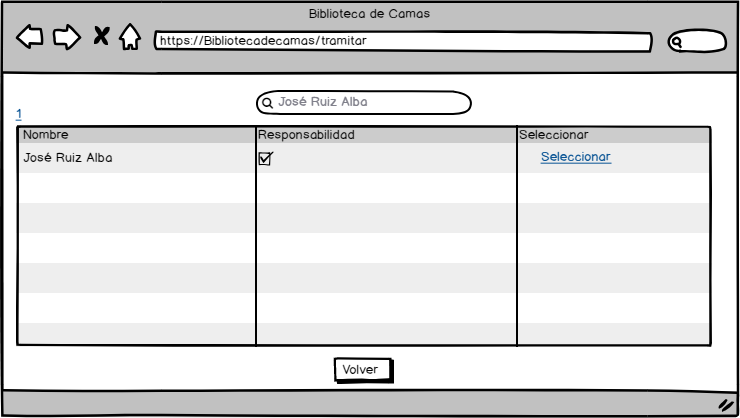 Biblioteca de Camas
https://Bibliotecadecamas/tramitar
José Ruiz Alba
1
Nombre Responsabilidad Seleccionar
José Ruiz Alba Seleccionar
Volver